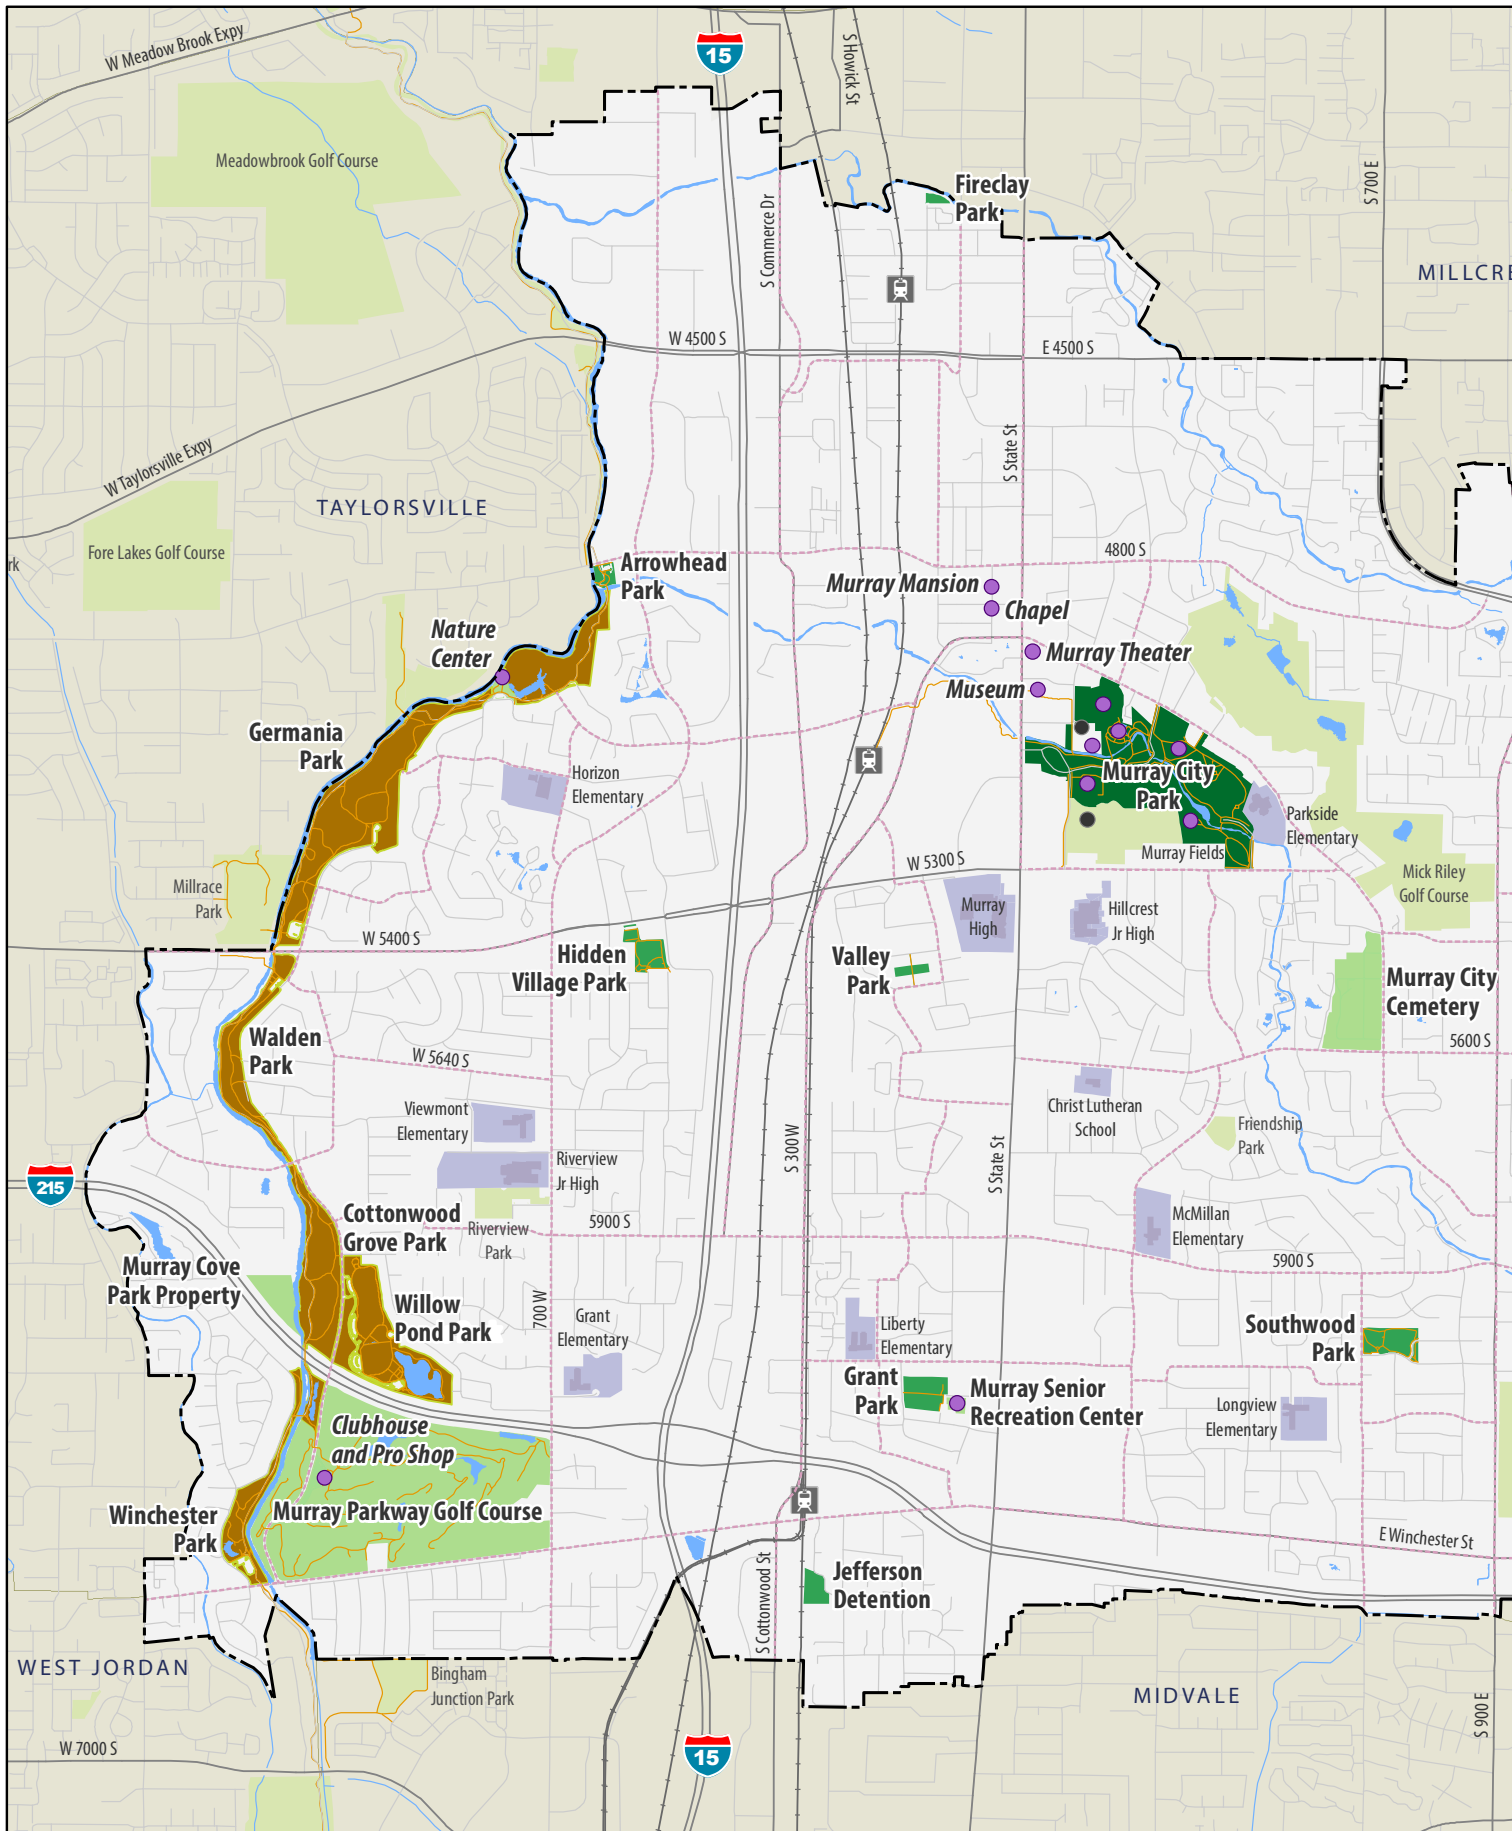 W Meadow Brook Expy
15
S Howick St
Meadowbrook Golf Course
S 700 E
Fireclay
Park
S Commerce Dr
MILLCRE
W 4500 S
E 4500 S
W Taylorsville Expy
S State St
TAYLORSVILLE
Fore Lakes Golf Course
rk
4800 S
Arrowhead
Park
Murray Mansion
Chapel
Nature
Center
Murray Theater
Museum
Germania
Park
Horizon
Elementary
Murray City
Park
Parkside
Elementary
Murray Fields
W 5300 S
Mick Riley
Golf Course
Millrace
Park
Murray
High
Hillcrest
Jr High
W 5400 S
Hidden
Village Park
Valley
Park
Murray City
Cemetery
Walden
Park
5600 S
W 5640 S
Viewmont
Elementary
Christ Lutheran
School
Friendship
Park
S 300 W
S State St
Riverview
Jr High
215
Cottonwood
Grove Park
Riverview
Park
5900 S
McMillan
Elementary
5900 S
Murray Cove
Park Property
Willow
Pond Park
700 W
Grant
Elementary
Liberty
Elementary
Southwood
Park
Grant
Park
Murray Senior
Recreation Center
Longview
Elementary
Clubhouse
and Pro Shop
Murray Parkway Golf Course
Winchester
Park
E Winchester St
S Cottonwood St
Jefferson
Detention
WEST JORDAN
Bingham
Junction Park
MIDVALE
S 900 E
W 7000 S
15